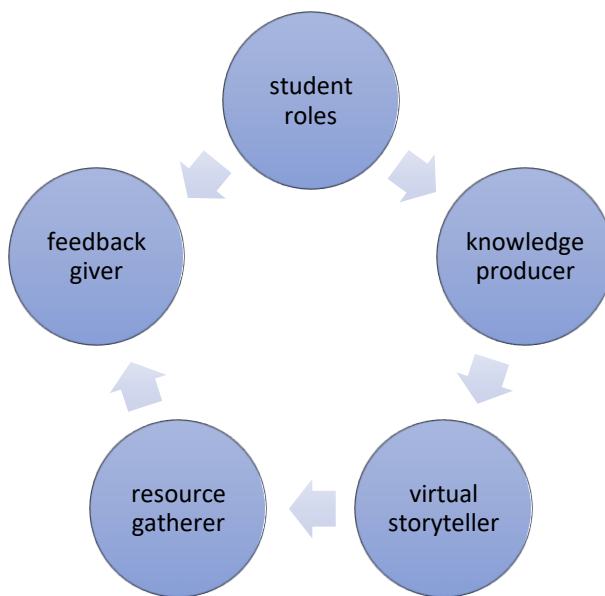 student
roles
knowledge
producer
virtual
storyteller
resource
gatherer
feedback
giver